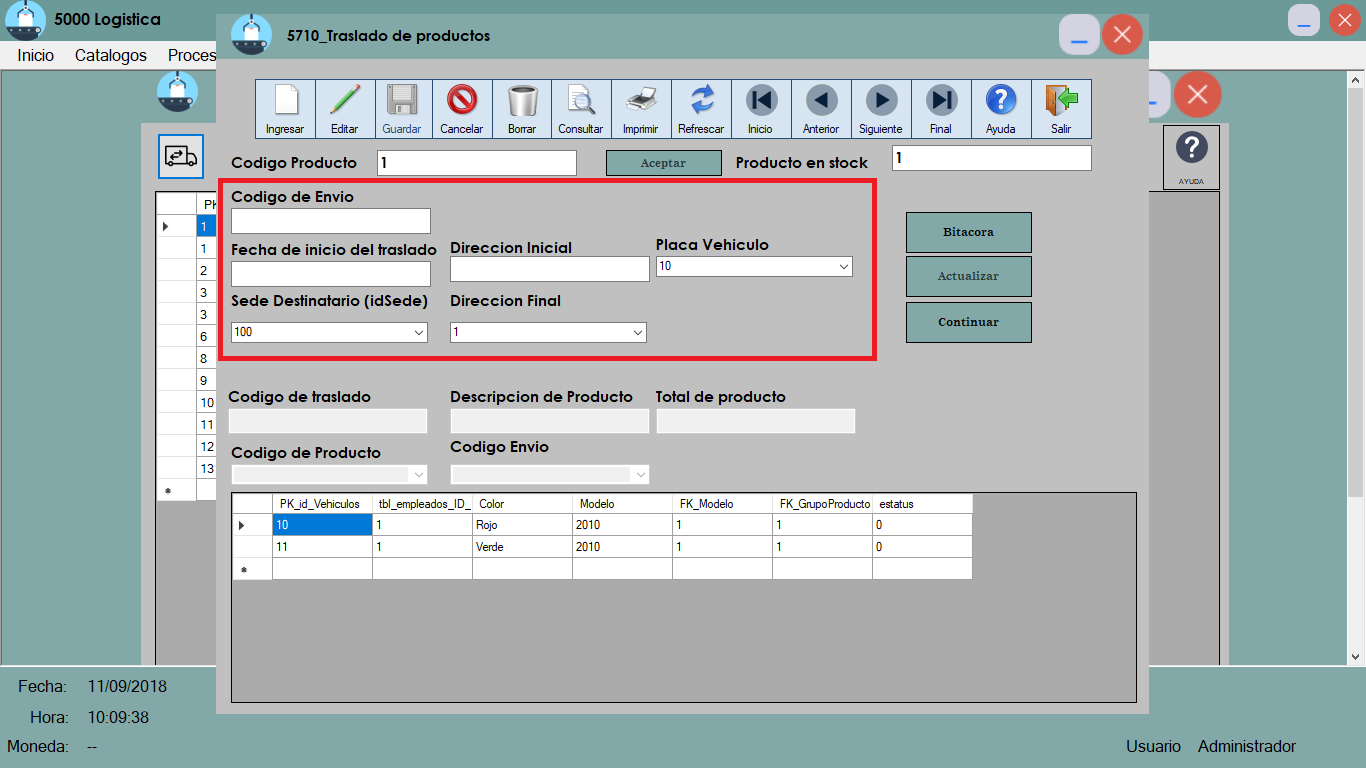 5000 Logistica
Inicio Catalogos Proces
5710_Traslado de productos
Ingresar Editar Guardar Cancelar Borrar Consultar Imprimir Refrescar Inicio Anterior Siguiente Final Ayuda Salir
Codigo Producto 1 Aceptar Producto en stock 1
AYUDA
Codigo de Envio
Fecha de inicio del traslado Direccion Inicial Placa Vehiculo
10
Sede Destinatario (idSede) Direccion Final
100 1
Bitacora
Actualizar
Continuar
PK
1
1
2
3
3
6
8
9
10
11
12
13
*
Codigo de traslado Descripcion de Producto Total de producto
Codigo de Producto Codigo Envio
PK_id_Vehiculos tbl_empleados_ID_ Color Modelo FK_Modelo FK_GrupoProducto estatus
10 1 Rojo 2010 1 1 0
11 1 Verde 2010 1 1 0
*
Fecha: 11/09/2018
Hora: 10:09:38
Moneda: --
Usuario Administrador